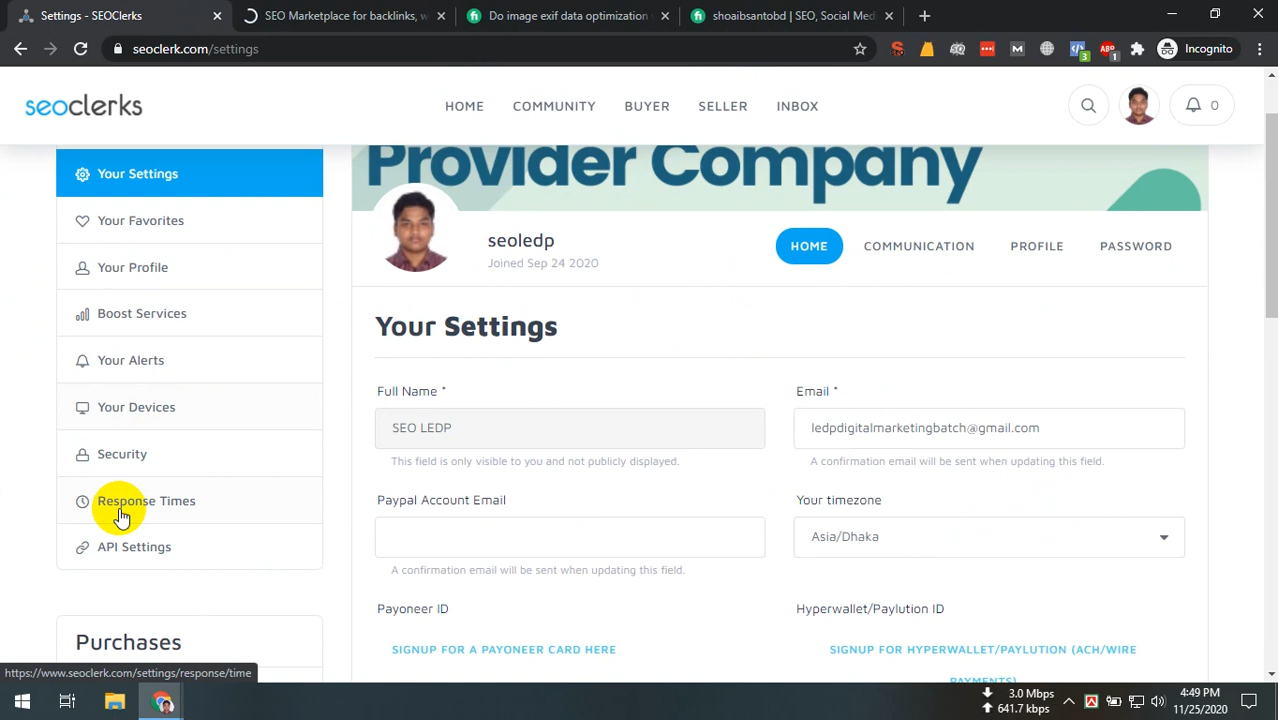 Settings - SEOClerks
SEO Marketplace for backlinks, w
Do image exif data optimization
shoaibsantobd | SEO, Social Med
seoclerk.com/settings
Incognito
3
1
seoclerks
HOME
COMMUNITY
BUYER
SELLER
INBOX
0
Your Settings
Your Favorites
Your Profile
Boost Services
Your Alerts
Your Devices
Security
Response Times
API Settings
Purchases
Provider Company
seoledp
Joined Sep 24 2020
HOME
COMMUNICATION
PROFILE
PASSWORD
Your Settings
Full Name *
Email *
SEO LEDP
ledpdigitalmarketingbatch@gmail.com
This field is only visible to you and not publicly displayed.
A confirmation email will be sent when updating this field.
Paypal Account Email
Your timezone
Asia/Dhaka
A confirmation email will be sent when updating this field.
Payoneer ID
Hyperwallet/Paylution ID
SIGNUP FOR A PAYONEER CARD HERE
SIGNUP FOR HYPERWALLET/PAYLUTION (ACH/WIRE
PAYMENTS)
https://www.seoclerk.com/settings/response/time
3.0 Mbps
641.7 kbps
4:49 PM
11/25/2020